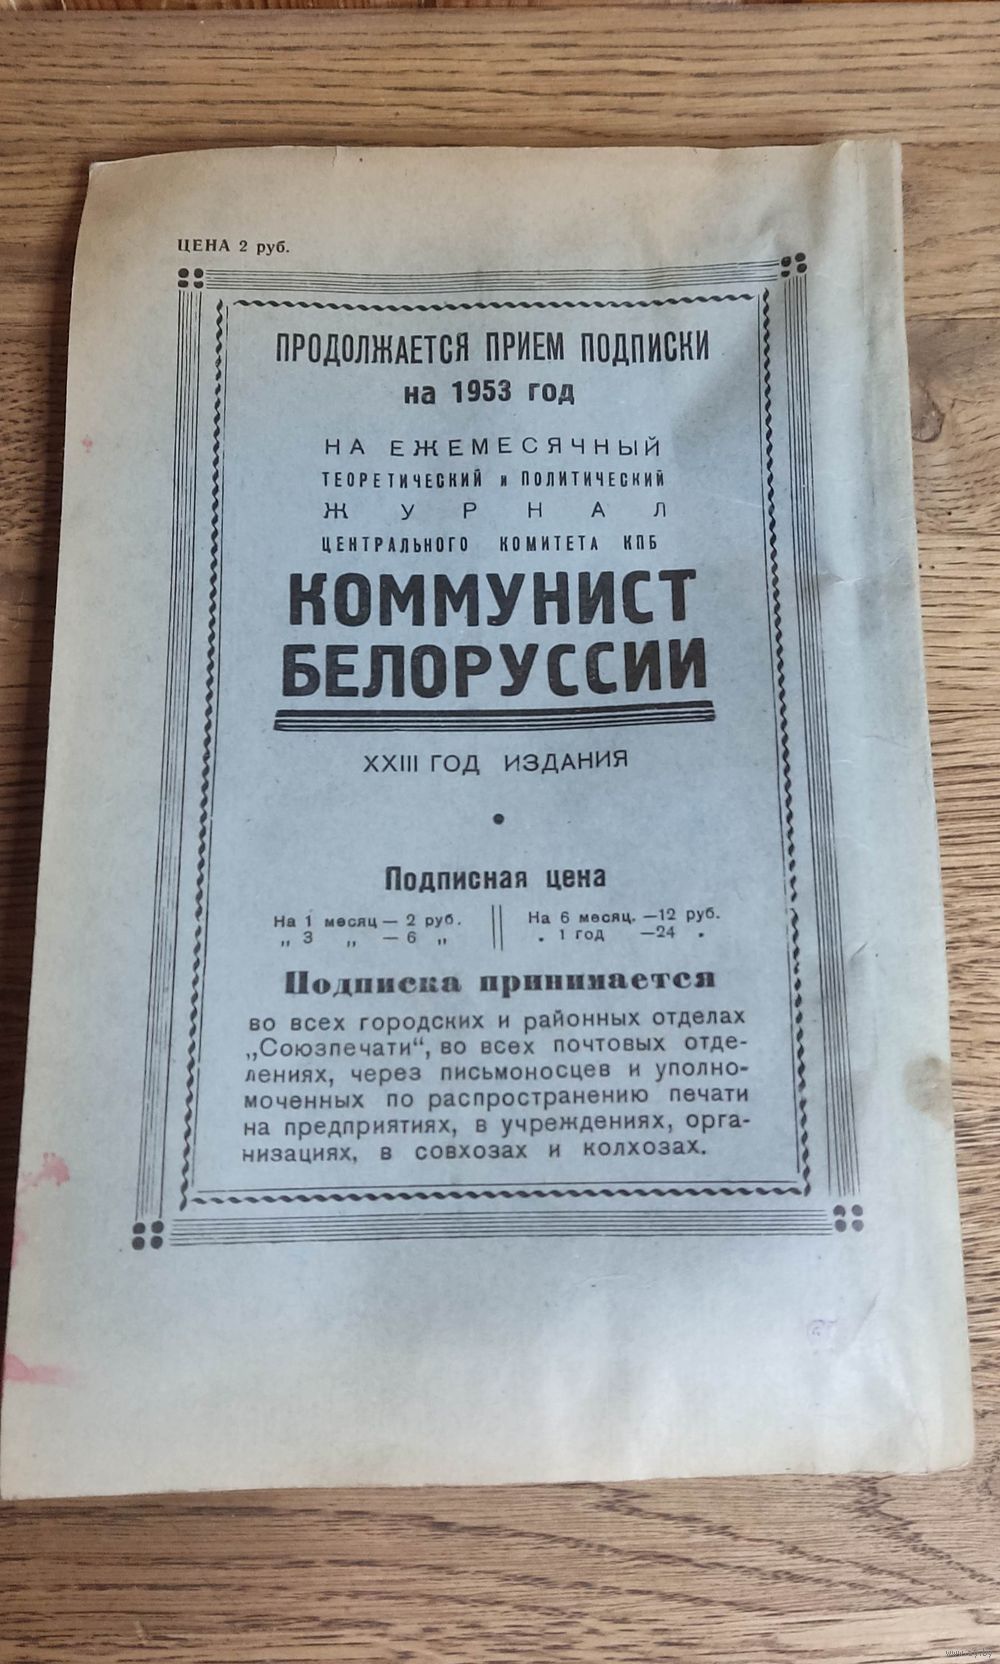 ЦЕНА 2 руб.
ПРОДОЛЖАЕТСЯ ПРИЕМ ПОДПИСКИ
на 1953 год
НА ЕЖЕМЕСЯЧНЫЙ
ТЕОРЕТИЧЕСКИЙ и ПОЛИТИЧЕСКИЙ
ЖУРНАЛ
ЦЕНТРАЛЬНОГО КОМИТЕТА КПБ
КОММУНИСТ
БЕЛОРУССИИ
XXIII ГОД ИЗДАНИЯ
Подписная цена
На 1 месяц — 2 руб.
„ 3 „ — 6 „
На 6 месяц. —12 руб.
„ 1 год —24 „
Подписка принимается
во всех городских и районных отделах
„Союзпечати“, во всех почтовых отде-
лениях, через письмоносцев и уполно-
моченных по распространению печати
на предприятиях, в учреждениях, орга-
низациях, в совхозах и колхозах.